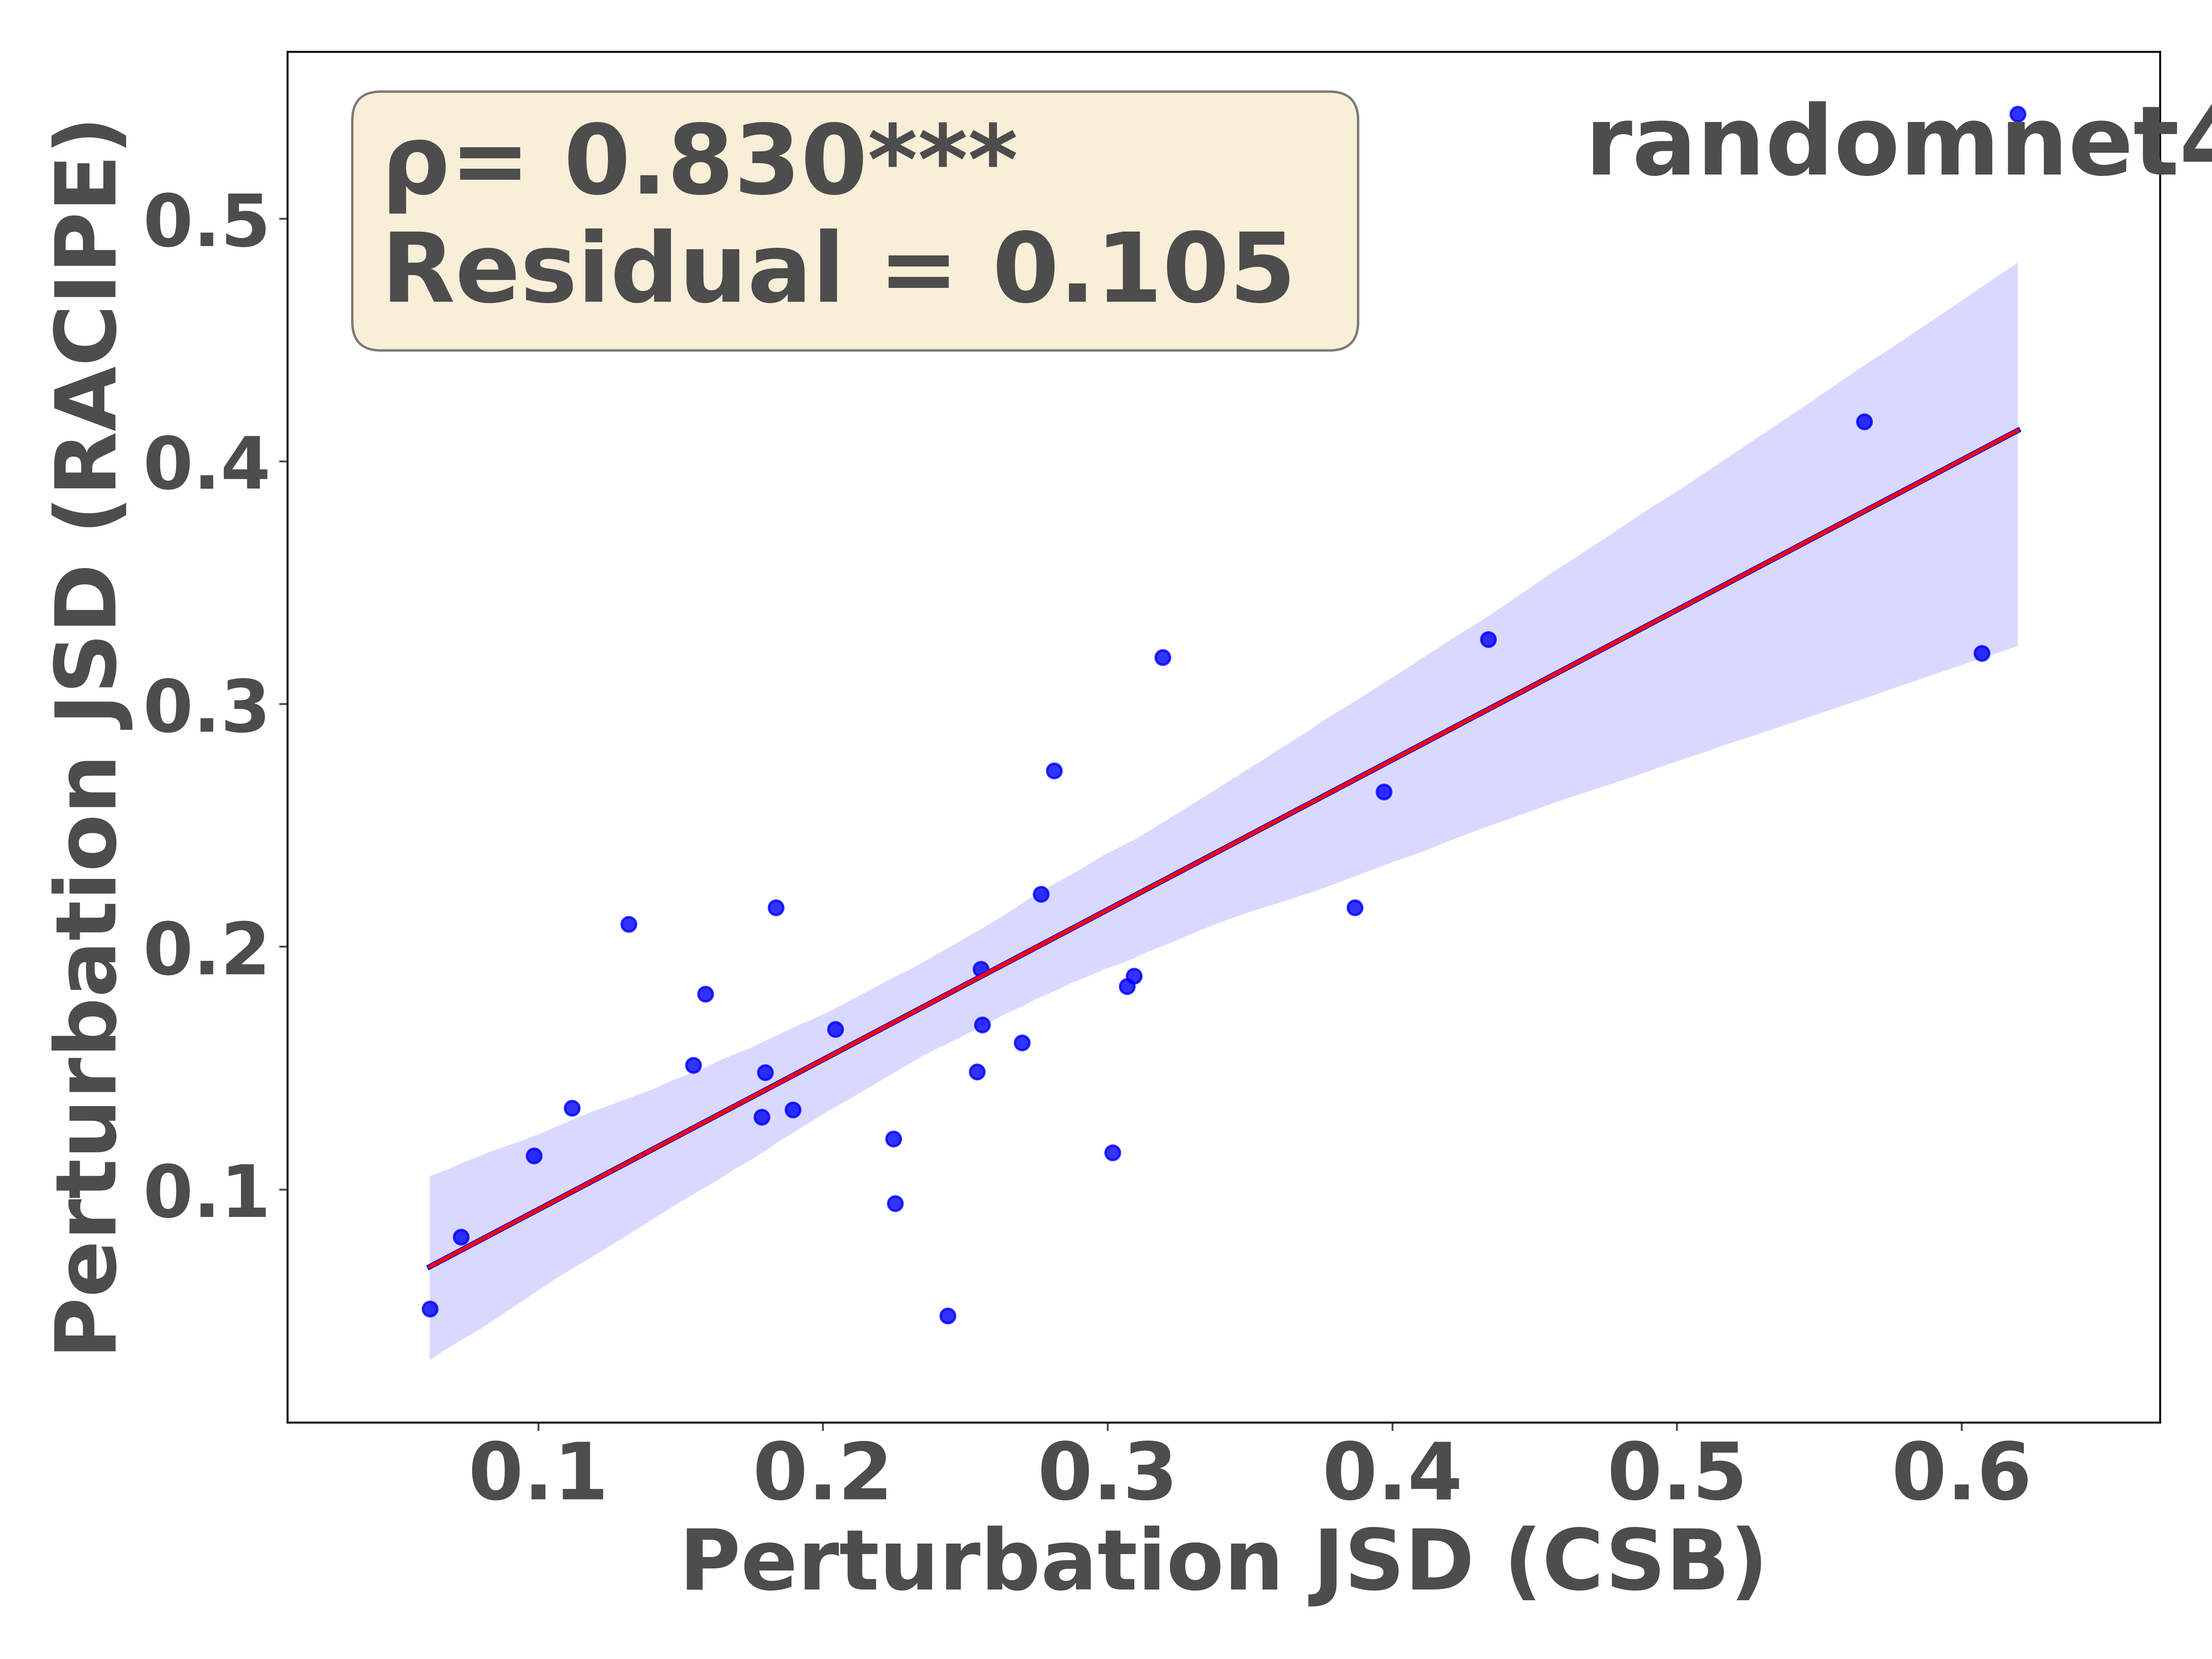 ρ= 0.830***
Residual = 0.105
randomnet4
Perturbation JSD (RACIPE)
0.5
0.4
0.3
0.2
0.1
0.1 0.2 0.3 0.4 0.5 0.6
Perturbation JSD (CSB)